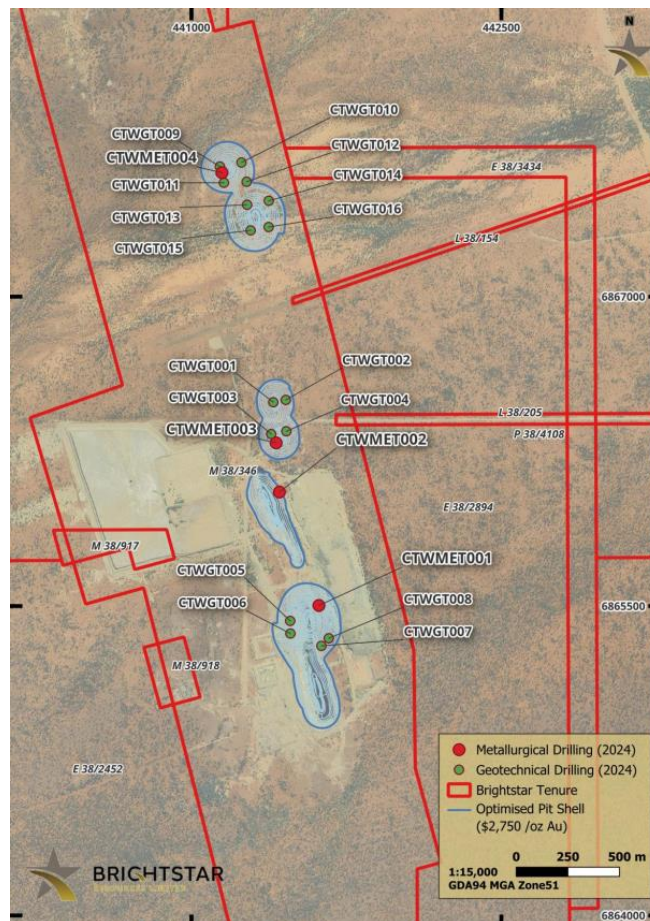 441000
442500
N
CTWGT010
CTWGT009
CTWMET004
CTWGT012
E 38/3434
CTWGT011
CTWGT014
CTWGT013
CTWGT016
L 38/154
CTWGT015
6867000
CTWGT001
CTWGT002
CTWGT003
CTWGT004
L 38/205
CTWMET003
CTWMET002
P 38/4108
M 38/346
E 38/2894
M 38/917
CTWMET001
CTWGT005
CTWGT008
CTWGT006
6865500
CTWGT007
M 38/918
E 38/2452
Metallurgical Drilling (2024)
Geotechnical Drilling (2024)
Brightstar Tenure
Optimised Pit Shell
($2,750 /oz Au)
0 250 500 m
1:15,000
GDA94 MGA Zone51
BRIGHTSTAR
RESOURCES LIMITED
6864000